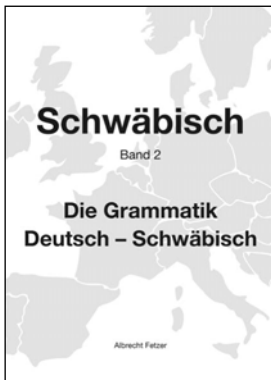 Schwäbisch
Band 2
Die Grammatik
Deutsch – Schwäbisch
Albrecht Fetzer